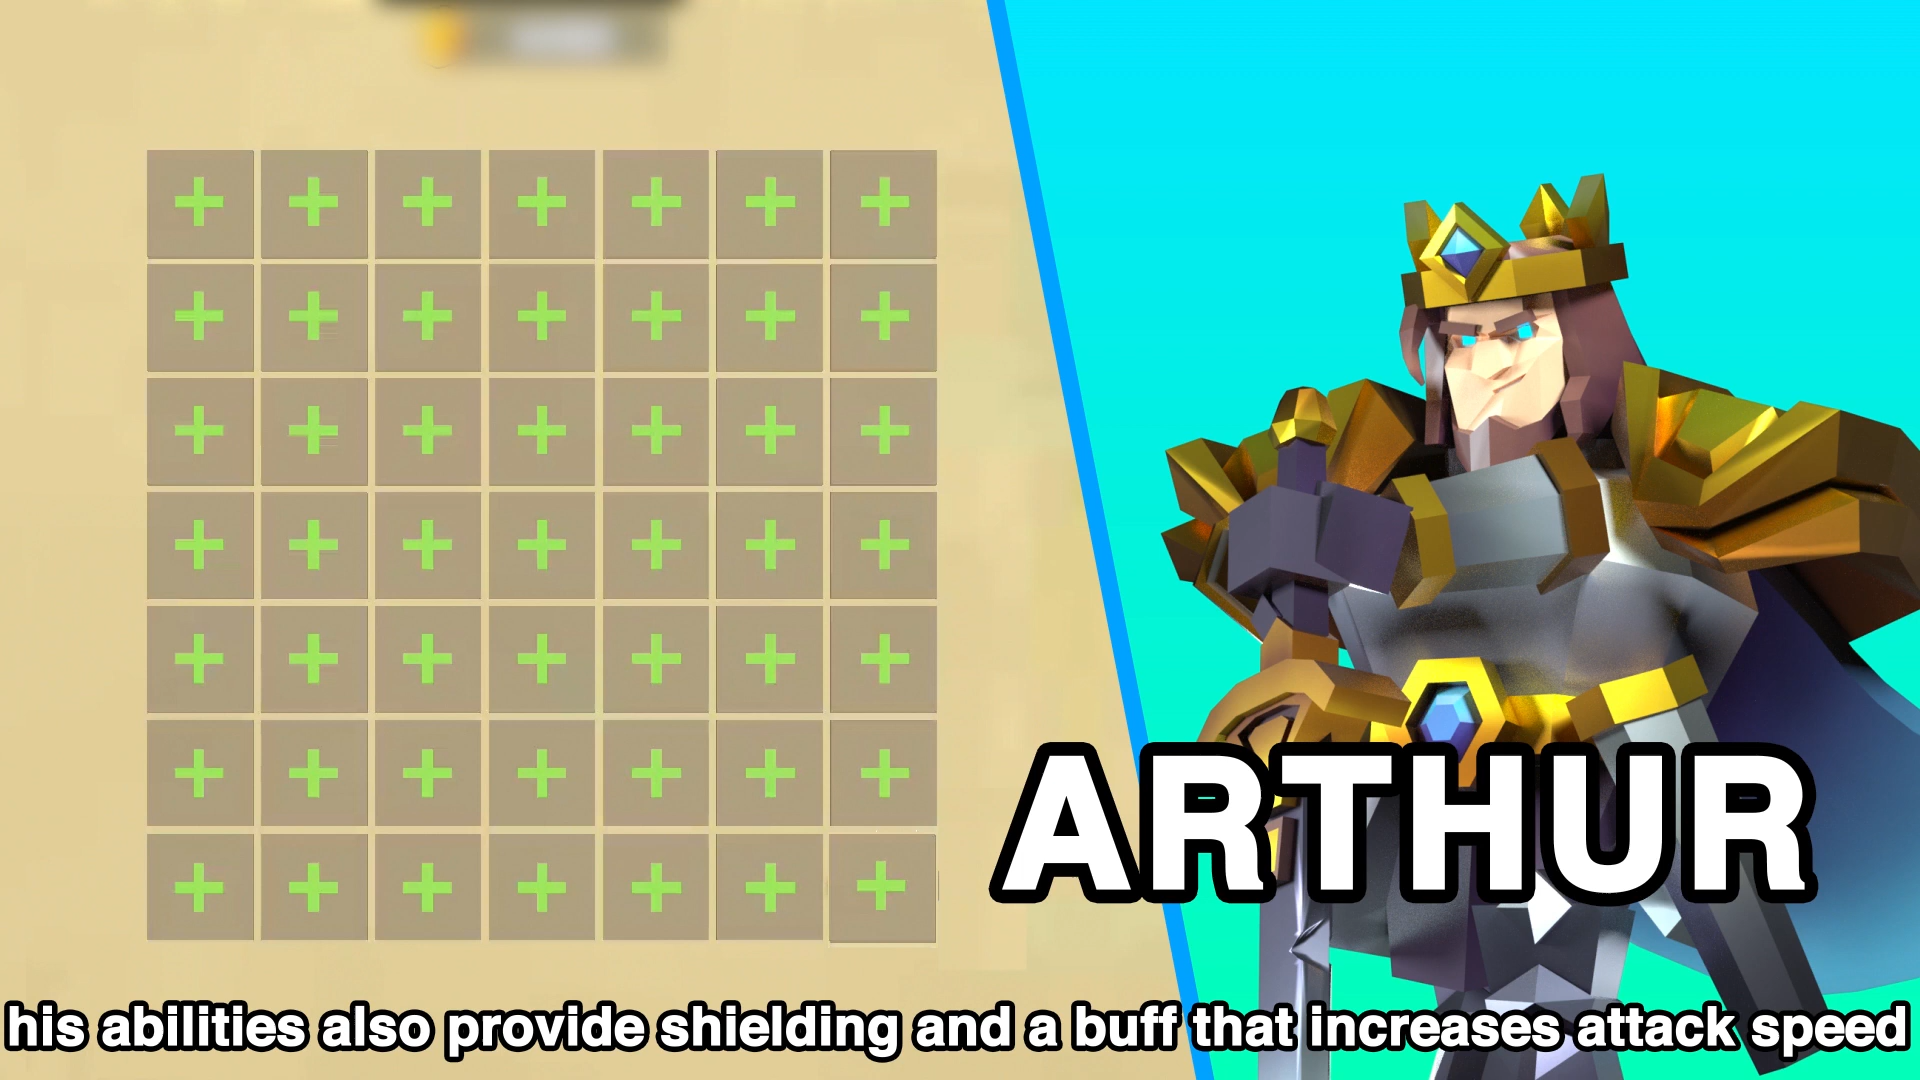 ARTHUR
his abilities also provide shielding and a buff that increases attack speed